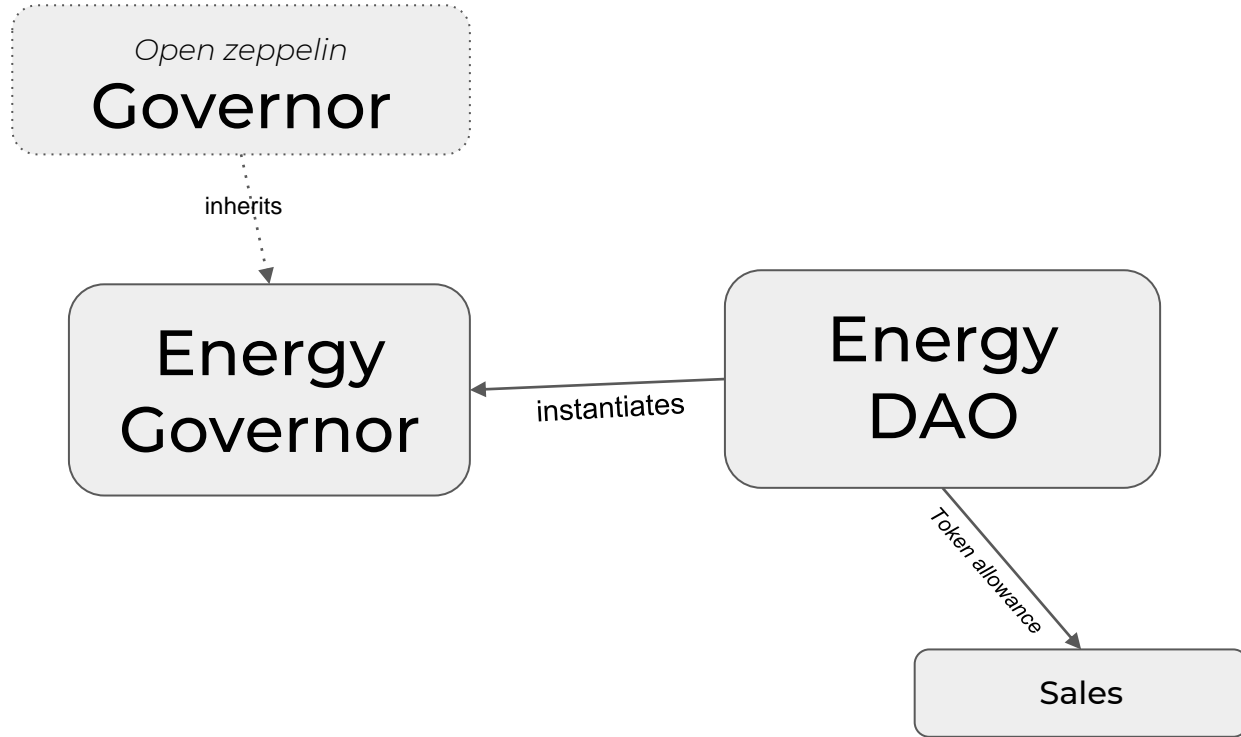 Open zeppelin
Governor
inherits
Energy
Governor
instantiates
Energy
DAO
Token allowance
Sales